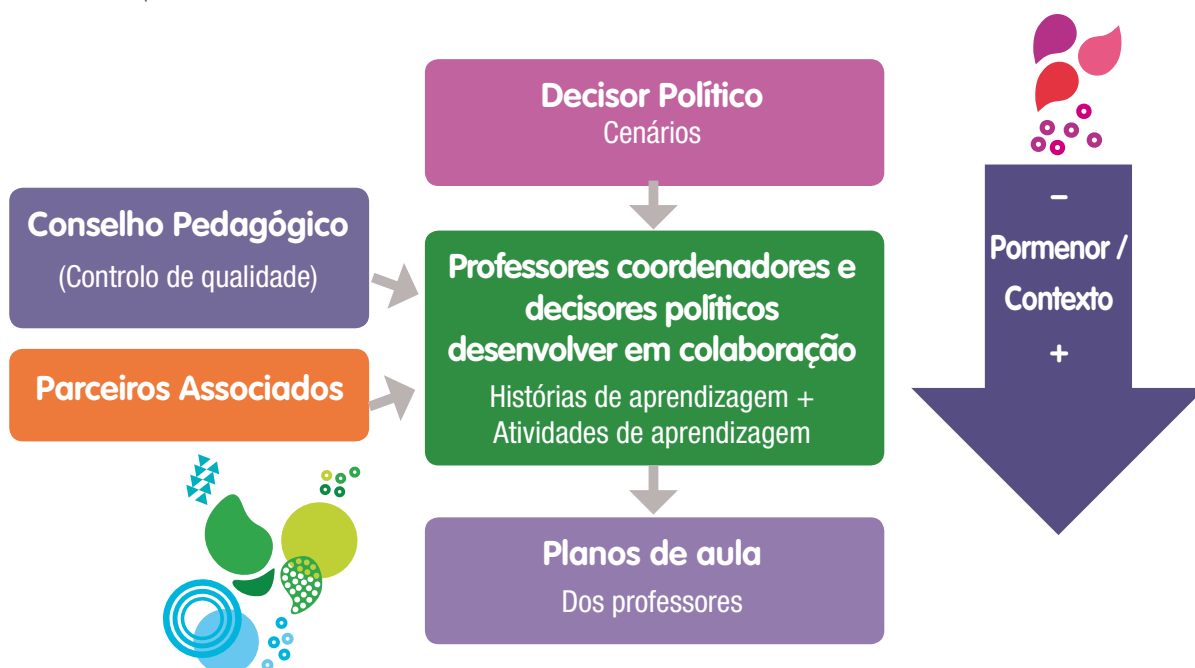 Decisor Político
Cenários
Conselho Pedagógico
(Controlo de qualidade)
Parceiros Associados
Professores coordenadores e
decisores políticos
desenvolver em colaboração
Histórias de aprendizagem +
Atividades de aprendizagem
Planos de aula
Dos professores
–
Pormenor /
Contexto
+